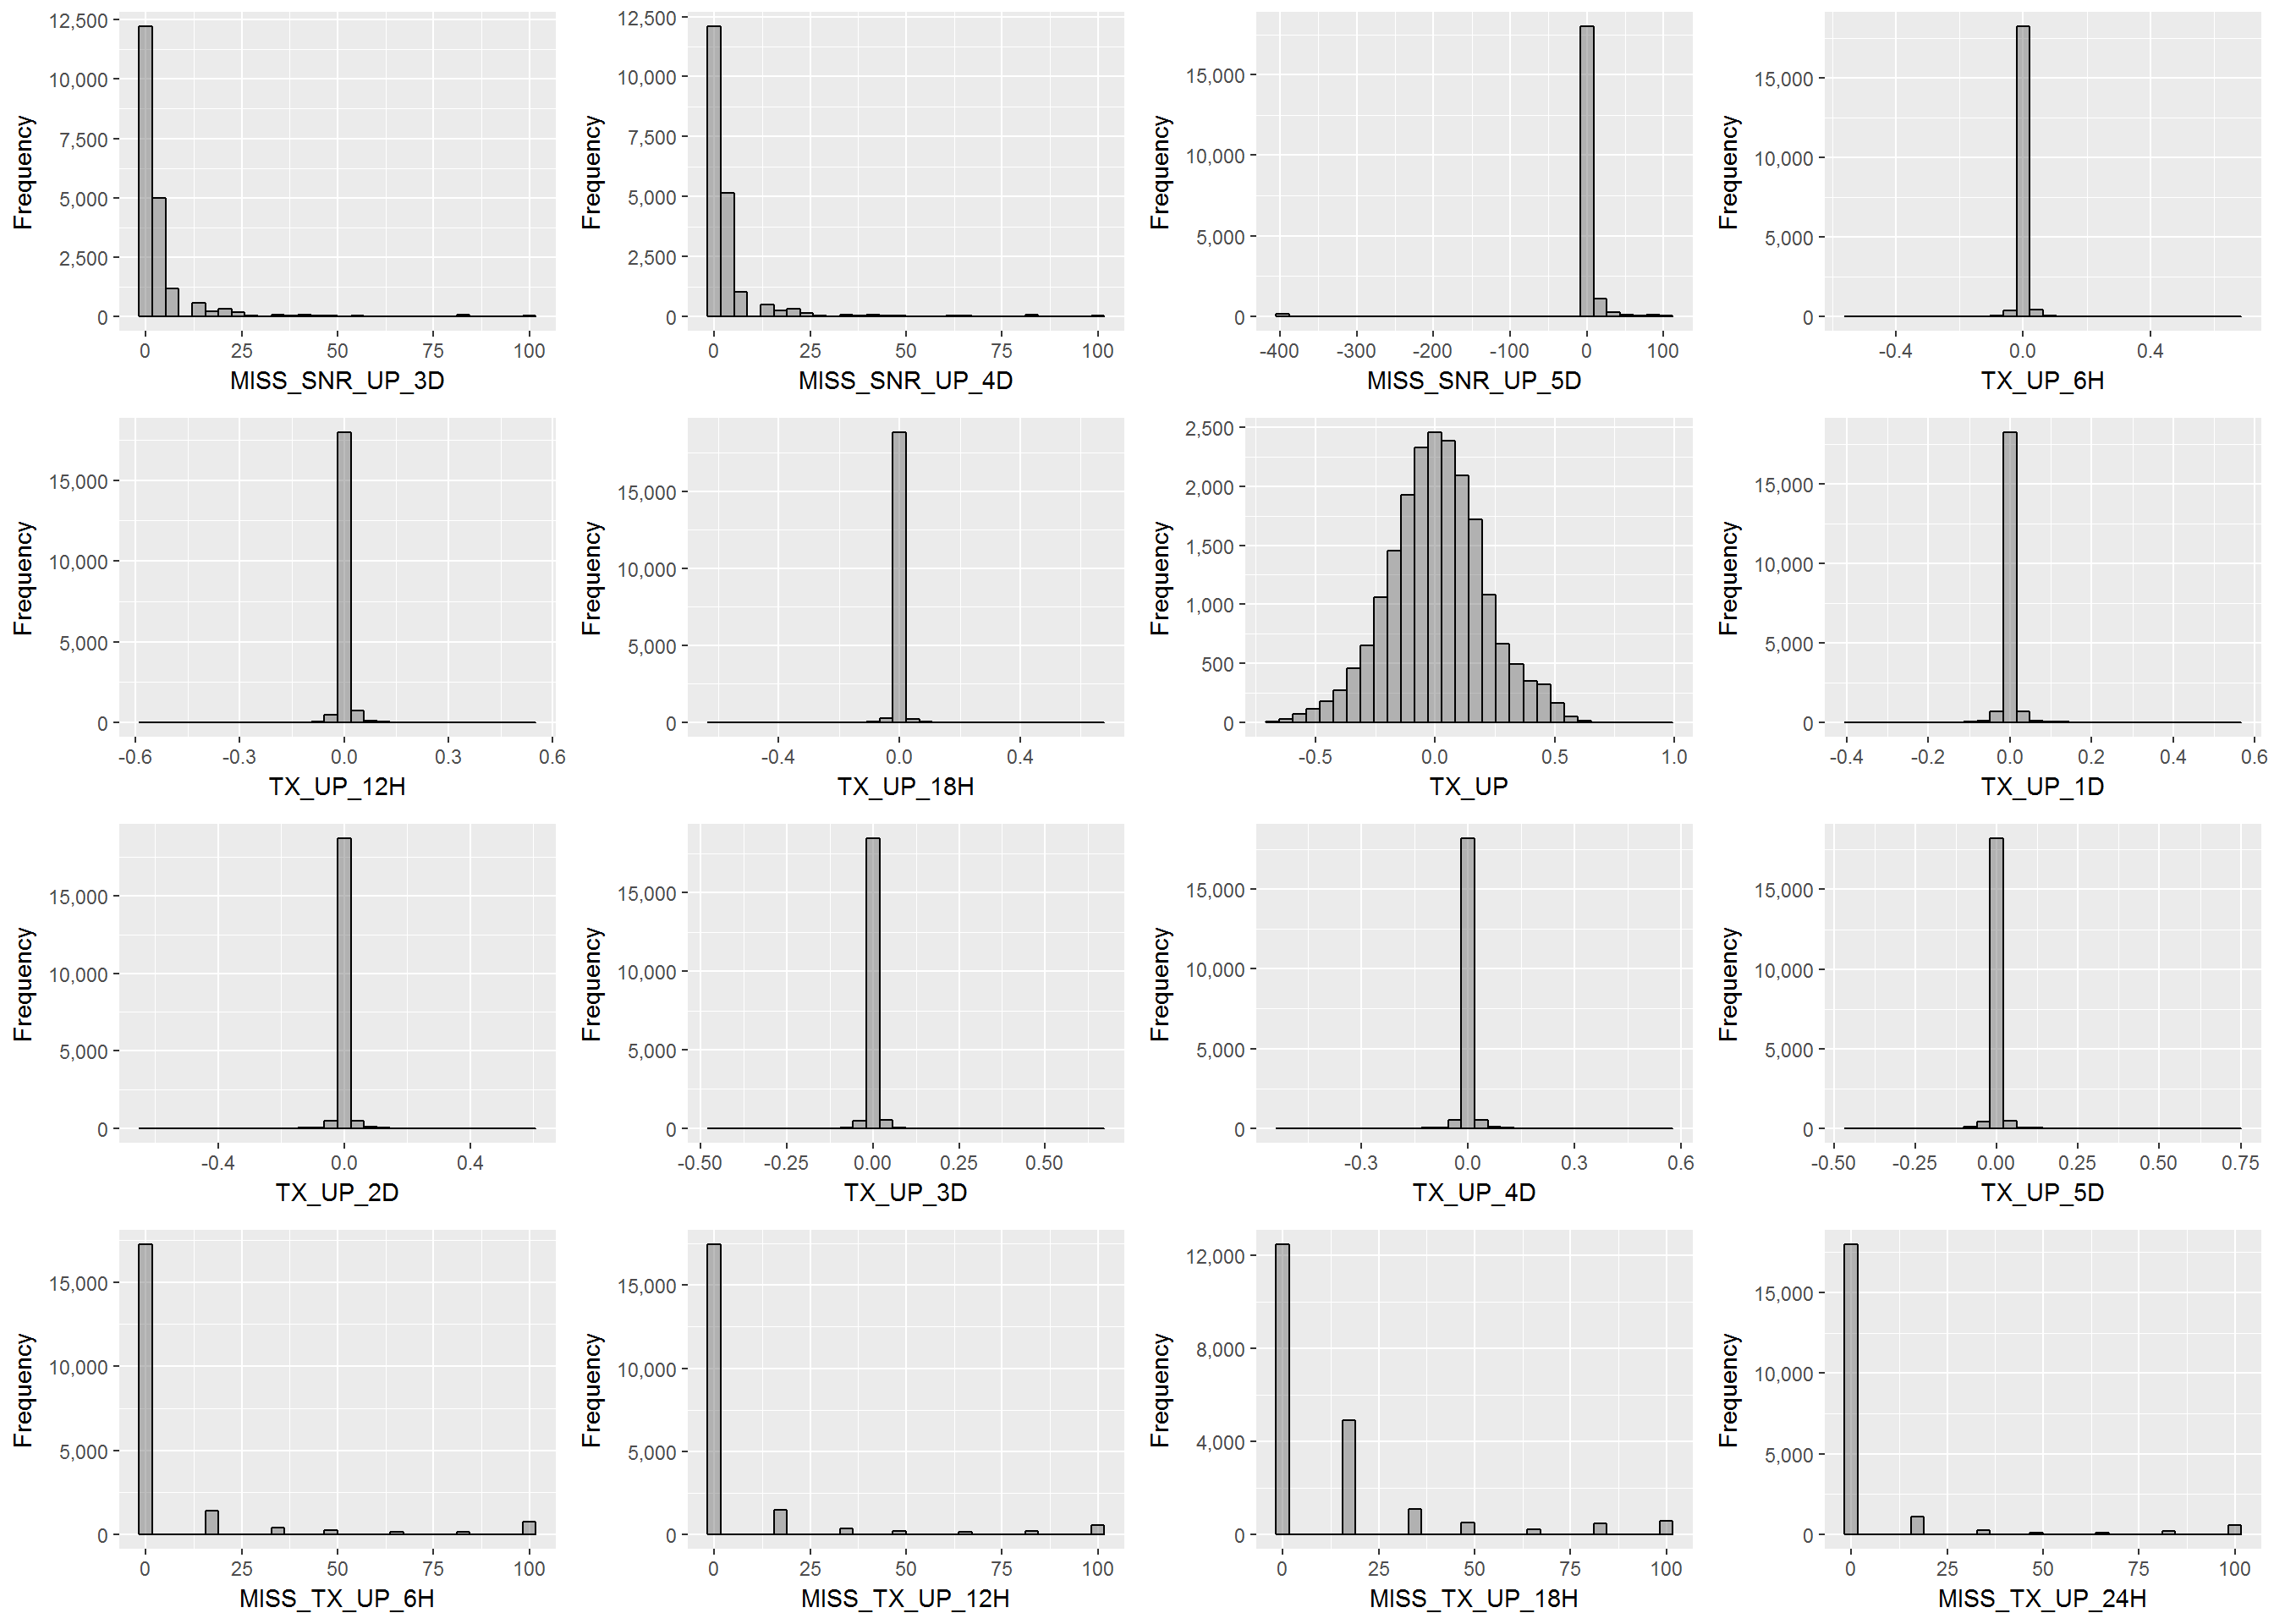 12,500
10,000
7,500
5,000
2,500
0
Frequency
0 25 50 75 100
MISS_SNR_UP_3D
12,500
10,000
7,500
5,000
2,500
0
Frequency
0 25 50 75 100
MISS_SNR_UP_4D
15,000
10,000
5,000
0
Frequency
-400 -300 -200 -100 0 100
MISS_SNR_UP_5D
15,000
10,000
5,000
0
Frequency
-0.4 0.0 0.4
TX_UP_6H
15,000
10,000
5,000
0
Frequency
-0.6 -0.3 0.0 0.3 0.6
TX_UP_12H
15,000
10,000
5,000
0
Frequency
-0.4 0.0 0.4
TX_UP_18H
2,500
2,000
1,500
1,000
500
0
Frequency
-0.5 0.0 0.5 1.0
TX_UP
15,000
10,000
5,000
0
Frequency
-0.4 -0.2 0.0 0.2 0.4 0.6
TX_UP_1D
15,000
10,000
5,000
0
Frequency
-0.4 0.0 0.4
TX_UP_2D
15,000
10,000
5,000
0
Frequency
-0.50 -0.25 0.00 0.25 0.50
TX_UP_3D
15,000
10,000
5,000
0
Frequency
-0.3 0.0 0.3 0.6
TX_UP_4D
15,000
10,000
5,000
0
Frequency
-0.50 -0.25 0.00 0.25 0.50 0.75
TX_UP_5D
15,000
10,000
5,000
0
Frequency
0 25 50 75 100
MISS_TX_UP_6H
15,000
10,000
5,000
0
Frequency
0 25 50 75 100
MISS_TX_UP_12H
12,000
8,000
4,000
0
Frequency
0 25 50 75 100
MISS_TX_UP_18H
15,000
10,000
5,000
0
Frequency
0 25 50 75 100
MISS_TX_UP_24H